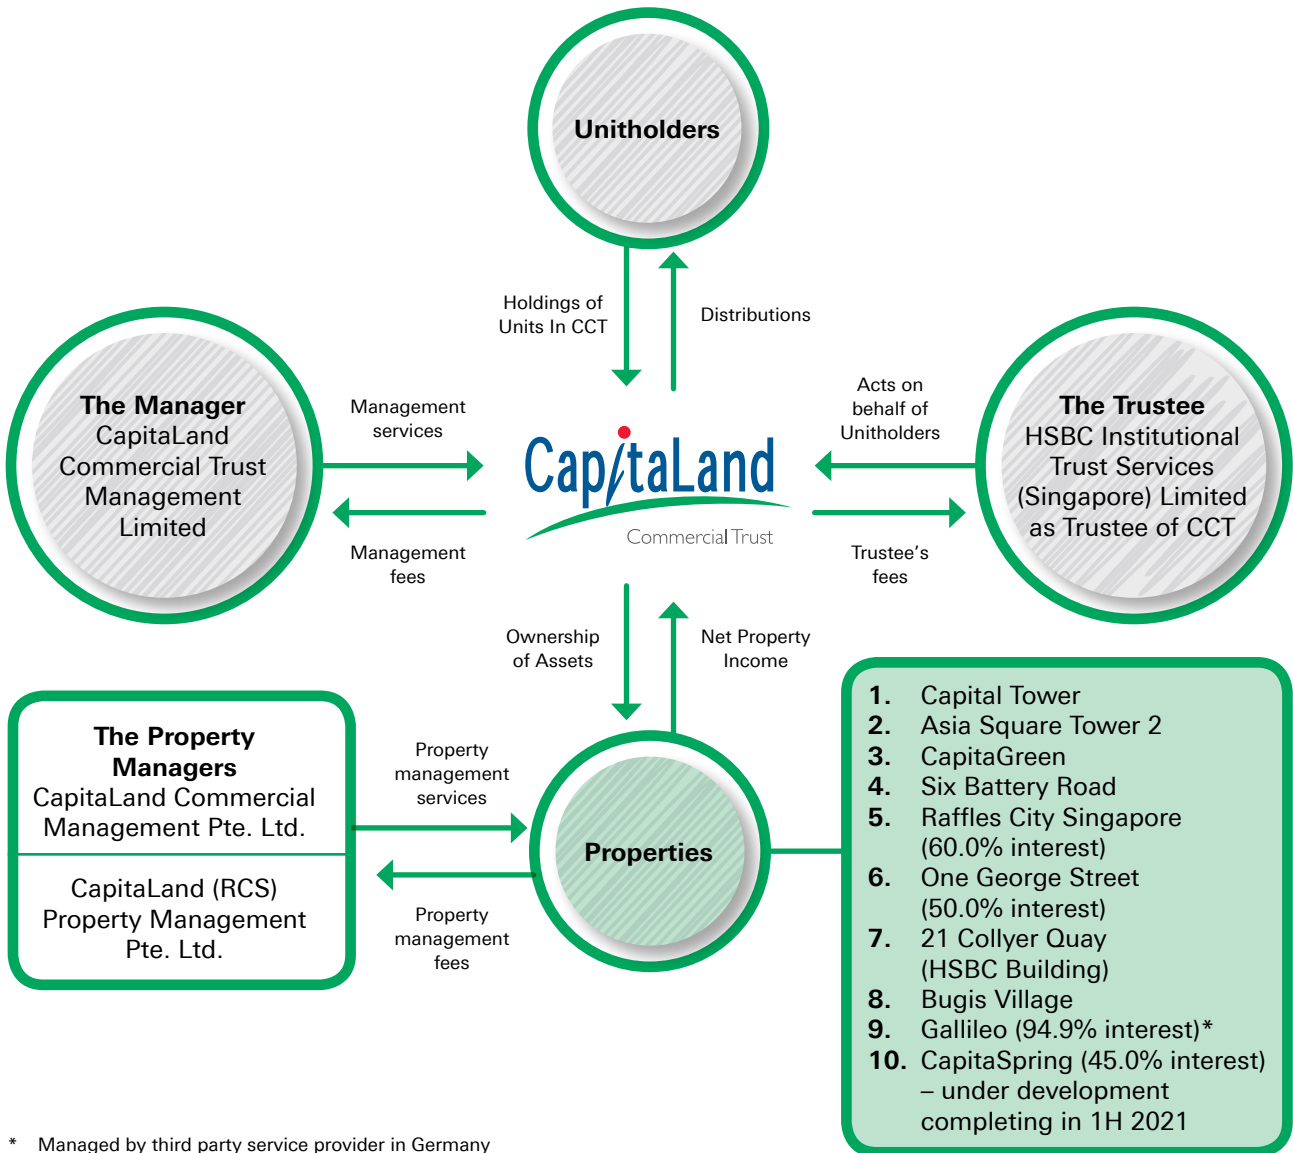 Unitholders
Holdings of
Units In CCT
Distributions
The Manager
CapitaLand
Commercial Trust
Management
Limited
Management
services
Management
fees
CapitaLand
Commercial Trust
Acts on
behalf of
Unitholders
Trustee's
fees
The Trustee
HSBC Institutional
Trust Services
(Singapore) Limited
as Trustee of CCT
Ownership
of Assets
Net Property
Income
The Property
Managers
CapitaLand Commercial
Management Pte. Ltd.
CapitaLand (RCS)
Property Management
Pte. Ltd.
Property
management
services
Property
management
fees
Properties
1. Capital Tower
2. Asia Square Tower 2
3. CapitaGreen
4. Six Battery Road
5. Raffles City Singapore
(60.0% interest)
6. One George Street
(50.0% interest)
7. 21 Collyer Quay
(HSBC Building)
8. Bugis Village
9. Gallileo (94.9% interest)*
10. CapitaSpring (45.0% interest)
– under development
completing in 1H 2021
* Managed by third party service provider in Germany